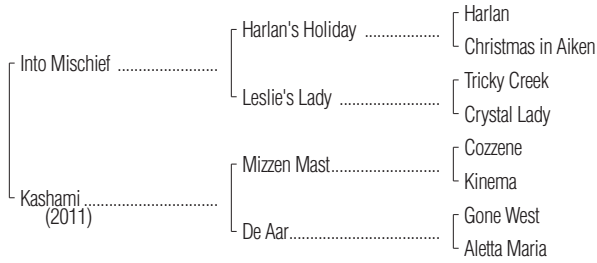 Harlan
Harlan's Holiday ..................
Christmas in Aiken
Into Mischief ........................
Tricky Creek
Leslie's Lady ........................
Crystal Lady
Cozzene
Mizzen Mast..........................
Kinema
Kashami ................................
(2011)
Gone West
De Aar....................................
Aletta Maria